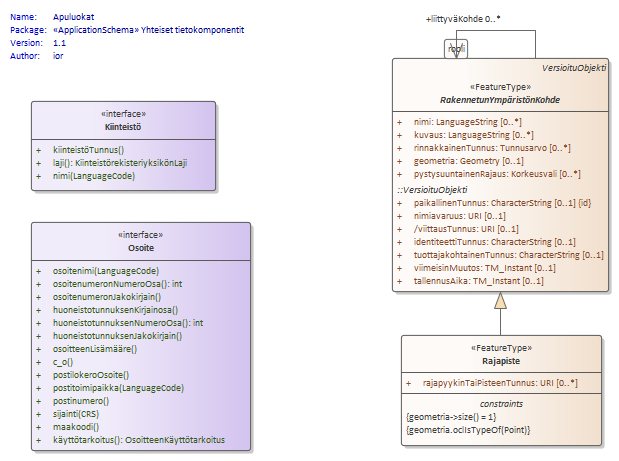 Name: Apuluokat
Package: «ApplicationSchema» Yhteiset tietokomponentit
Version: 1.1
Author: ior
«interface»
Kiinteistö
+ kiinteistöTunnus()
+ laji(): KiinteistörekisteriyksikönLaji
+ nimi(LanguageCode)
«interface»
Osoite
+ osoitenimi(LanguageCode)
+ osoitenumeronNumeroOsa(): int
+ osoitenumeronJakokirjain()
+ huoneistotunnuksenKirjainosa()
+ huoneistotunnuksenNumeroOsa(): int
+ huoneistotunnuksenJakokirjain()
+ osoitteenLisämääre()
+ c_o()
+ postilokeroOsoite()
+ postitoimipaikka(LanguageCode)
+ postinumero()
+ sijainti(CRS)
+ maakoodi()
+ käyttötarkoitus(): OsoitteenKäyttötarkoitus
+liittyväKohde 0..*
rooli
VersioituObjekti
«FeatureType»
RakennetunYmpäristönKohde
+ nimi: LanguageString [0..*]
+ kuvaus: LanguageString [0..*]
+ rinnakkainenTunnus: Tunnusarvo [0..*]
+ geometria: Geometry [0..1]
+ pystysuuntainenRajaus: Korkeusvali [0..*]
::VersioituObjekti
+ paikallinenTunnus: CharacterString [0..1] {id}
+ nimiavaruus: URI [0..1]
+ /viittausTunnus: URI [0..1]
+ identeettiTunnus: CharacterString [0..1]
+ tuottajakohtainenTunnus: CharacterString [0..1]
+ viimeisinMuutos: TM_Instant [0..1]
+ tallennusAika: TM_Instant [0..1]
«FeatureType»
Rajapiste
+ rajapyykinTaiPisteenTunnus: URI [0..*]
constraints
{geometria->size() = 1}
{geometria.oclIsTypeOf(Point)}